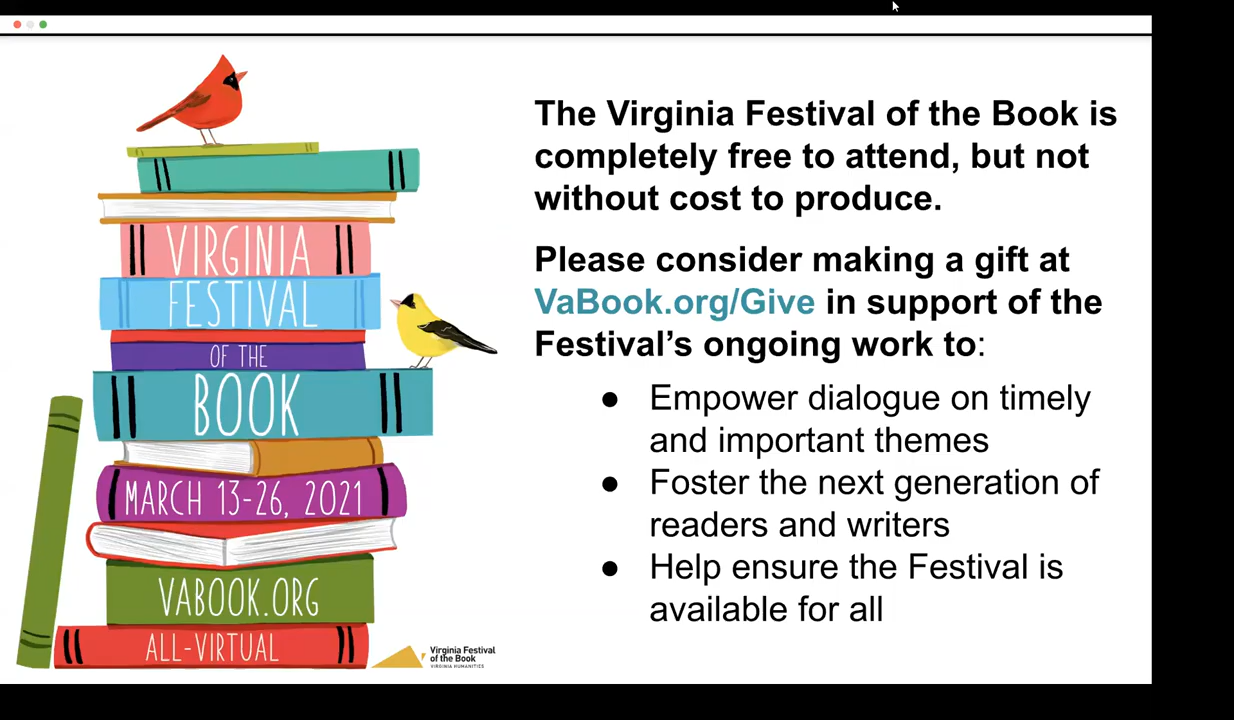 VIRGINIA
FESTIVAL
OF THE
BOOK
MARCH 13-26, 2021
VABOOK.ORG
ALL-VIRTUAL
Virginia Festival
of the Book
VIRGINIA HUMANITIES
The Virginia Festival of the Book is
completely free to attend, but not
without cost to produce.
Please consider making a gift at
VaBook.org/Give in support of the
Festival’s ongoing work to:
● Empower dialogue on timely
and important themes
● Foster the next generation of
readers and writers
● Help ensure the Festival is
available for all